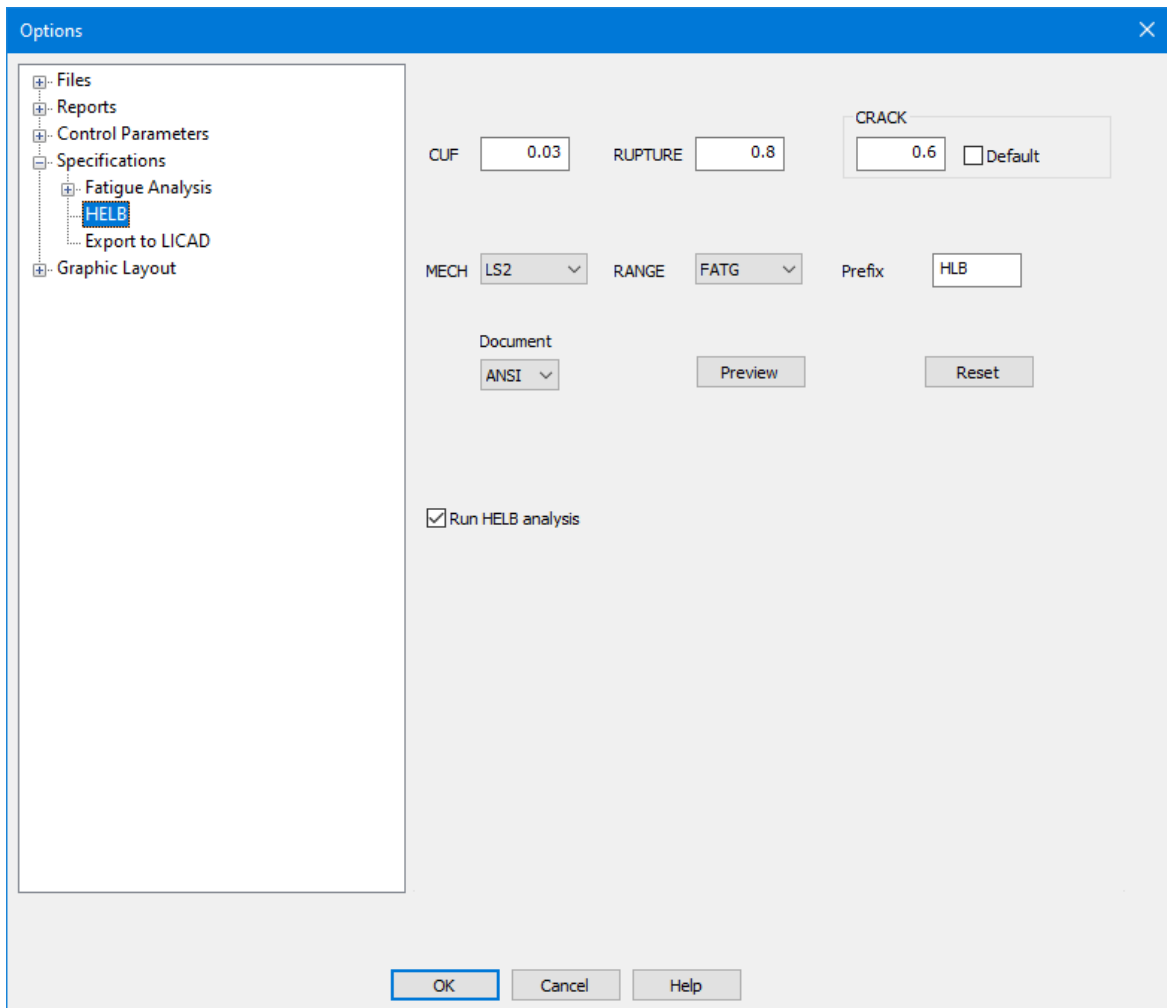 Options
Files
Reports
Control Parameters
Specifications
Fatigue Analysis
HELB
Export to LICAD
Graphic Layout
CRACK
CUF 0.03 RUPTURE 0.8 0.6 Default
MECH LS2 RANGE FATG Prefix HLB
Document
ANSI Preview Reset
Run HELB analysis
OK Cancel Help